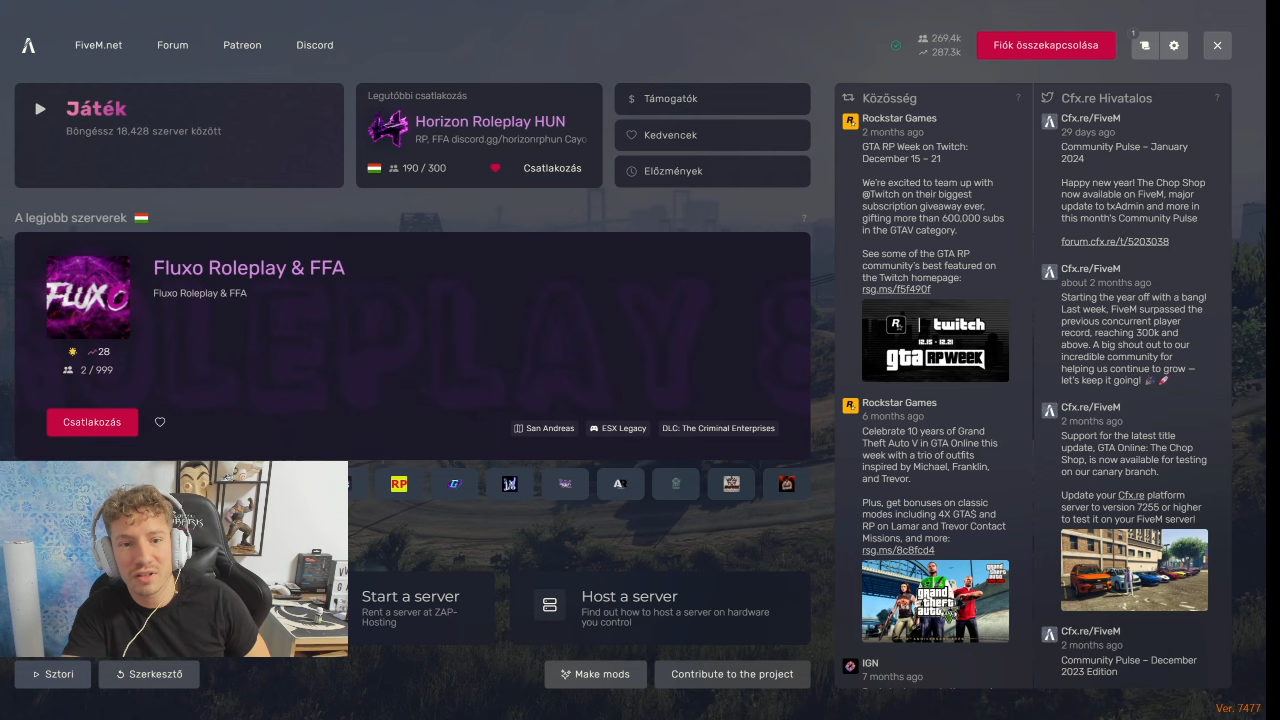 FiveM.net
Forum
Patreon
Discord
269.4k
287.3k
Fiók összekapcsolása
1
Játék
Böngéssz 18,428 szerver között
Legutóbbi csatlakozás
Horizon Roleplay HUN
RP, FFA discord.gg/horizonrphun Cayo
190 / 300
Csatlakozás
$ Támogatók
Kedvencek
Előzmények
A legjobb szerverek
?
FLUXO
Fluxo Roleplay & FFA
Fluxo Roleplay & FFA
28
2 / 999
Csatlakozás
San Andreas
ESX Legacy
DLC: The Criminal Enterprises
RP
Start a server
Rent a server at ZAP-
Hosting
Host a server
Find out how to host a server on hardware
you control
Sztori
Szerkesztő
Make mods
Contribute to the project
Közösség
?
Rockstar Games
2 months ago
GTA RP Week on Twitch:
December 15 – 21
We're excited to team up with
@Twitch on their biggest
subscription giveaway ever,
gifting more than 600,000 subs
in the GTAV category.
See some of the GTA RP
community's best featured on
the Twitch homepage:
rsg.ms/f5f490f
R
twitch
12.15 - 12.21
gta RP WEEK
Rockstar Games
6 months ago
Celebrate 10 years of Grand
Theft Auto V in GTA Online this
week with a trio of outfits
inspired by Michael, Franklin,
and Trevor.
Plus, get bonuses on classic
modes including 4X GTA$ and
RP on Lamar and Trevor Contact
Missions, and more:
rsg.ms/8c8fcd4
grand
theft
auto
IGN
7 months ago
Cfx.re Hivatalos
?
Cfx.re/FiveM
29 days ago
Community Pulse – January
2024
Happy new year! The Chop Shop
now available on FiveM, major
update to txAdmin and more in
this month's Community Pulse
forum.cfx.re/t/5203038
Cfx.re/FiveM
about 2 months ago
Starting the year off with a bang!
Last week, FiveM surpassed the
previous concurrent player
record, reaching 300k and
above. A big shout out to our
incredible community for
helping us continue to grow —
let's keep it going! 🎉 🚀
Cfx.re/FiveM
2 months ago
Support for the latest title
update, GTA Online: The Chop
Shop, is now available for testing
on our canary branch.
Update your Cfx.re platform
server to version 7255 or higher
to test it on your FiveM server!
Cfx.re/FiveM
2 months ago
Community Pulse – December
2023 Edition
Ver. 7477